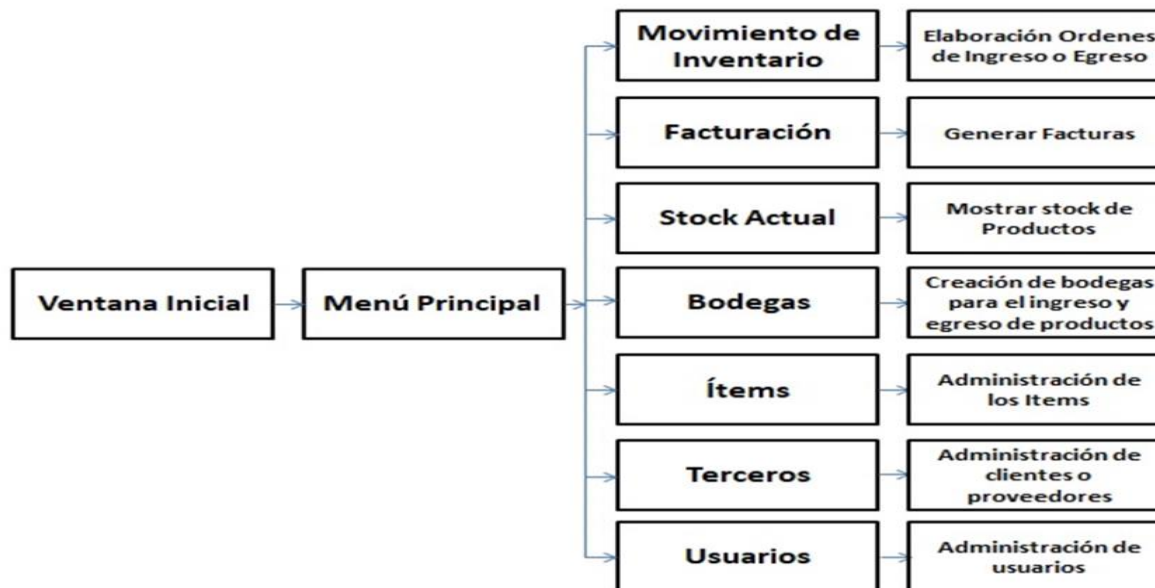 Movimiento de
Inventario
Elaboración Ordenes
de Ingreso o Egreso
Facturación
Generar Facturas
Stock Actual
Mostrar stock de
Productos
Ventana Inicial
Menú Principal
Bodegas
Creación de bodegas
para el ingreso y
egreso de productos
Ítems
Administración de
los Items
Terceros
Administración de
clientes o
proveedores
Usuarios
Administración de
usuarios